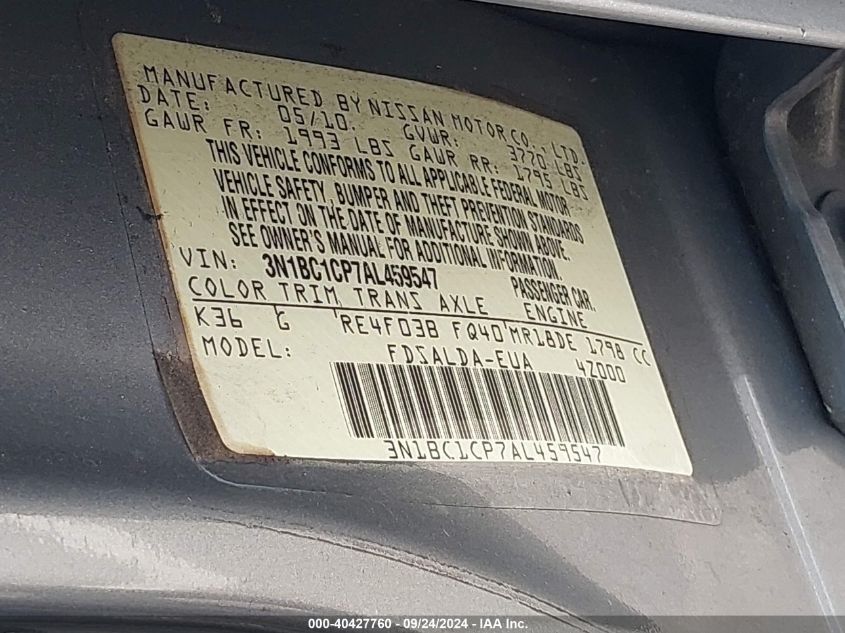 MANUFACTURED BY NISSAN MOTOR CO., LTD.
DATE: 05/10. GVWR: 3770 LBS
GAWR FR: 1993 LBS GAWR RR: 1795 LBS
THIS VEHICLE CONFORMS TO ALL APPLICABLE FEDERAL MOTOR
VEHICLE SAFETY, BUMPER AND THEFT PREVENTION STANDARDS
IN EFFECT ON THE DATE OF MANUFACTURE SHOWN ABOVE.
SEE OWNER'S MANUAL FOR ADDITIONAL INFORMATION.
VIN: 3N1BC1CP7AL459547 PASSENGER CAR.
COLOR TRIM TRANS AXLE ENGINE
K36 G RE4F03B FQ40 MR18DE 1798 CC
MODEL: FDSALDA-EUA 4Z000
3N1BC1CP7AL459547
000-40427760 - 09/24/2024 - IAA, Inc.